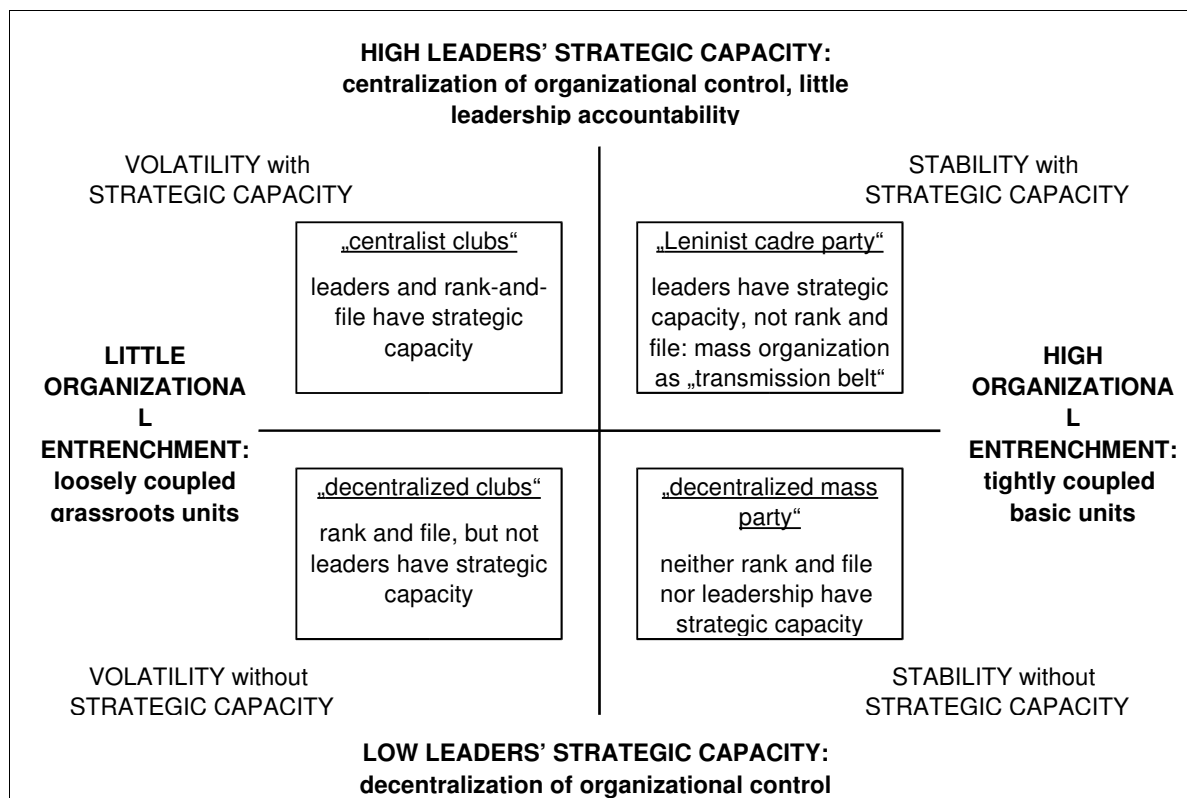 HIGH LEADERS’ STRATEGIC CAPACITY:
centralization of organizational control, little
leadership accountability
VOLATILITY with
STRATEGIC CAPACITY
STABILITY with
STRATEGIC CAPACITY
„centralist clubs“
leaders and rank-and-
file have strategic
capacity
„Leninist cadre party“
leaders have strategic
capacity, not rank and
file: mass organization
as „transmission belt“
LITTLE
ORGANIZATIONA
L
ENTRENCHMENT:
loosely coupled
grassroots units
HIGH
ORGANIZATIONA
L
ENTRENCHMENT:
tightly coupled
basic units
„decentralized clubs“
rank and file, but not
leaders have strategic
capacity
„decentralized mass
party“
neither rank and file
nor leadership have
strategic capacity
VOLATILITY without
STRATEGIC CAPACITY
STABILITY without
STRATEGIC CAPACITY
LOW LEADERS’ STRATEGIC CAPACITY:
decentralization of organizational control